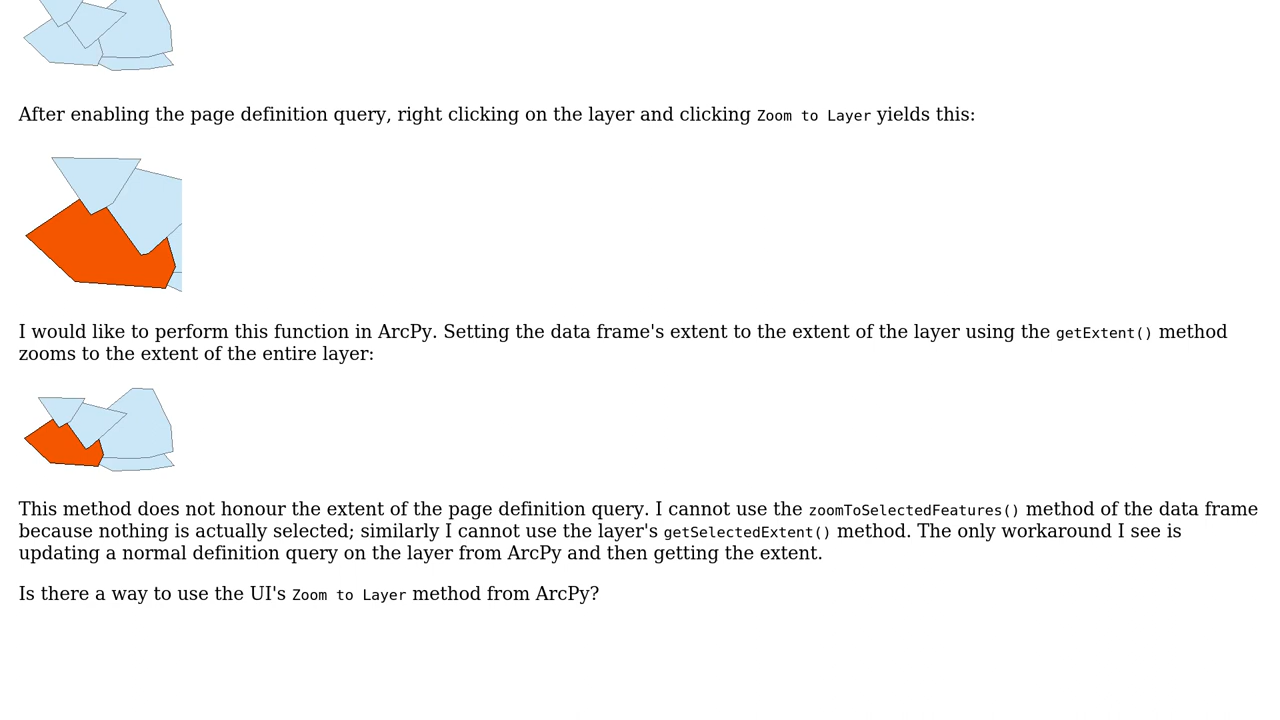 After enabling the page definition query, right clicking on the layer and clicking Zoom to Layer yields this:
I would like to perform this function in ArcPy. Setting the data frame's extent to the extent of the layer using the getExtent() method
zooms to the extent of the entire layer:
This method does not honour the extent of the page definition query. I cannot use the zoomToSelectedFeatures() method of the data frame
because nothing is actually selected; similarly I cannot use the layer's getSelectedExtent() method. The only workaround I see is
updating a normal definition query on the layer from ArcPy and then getting the extent.
Is there a way to use the UI's Zoom to Layer method from ArcPy?